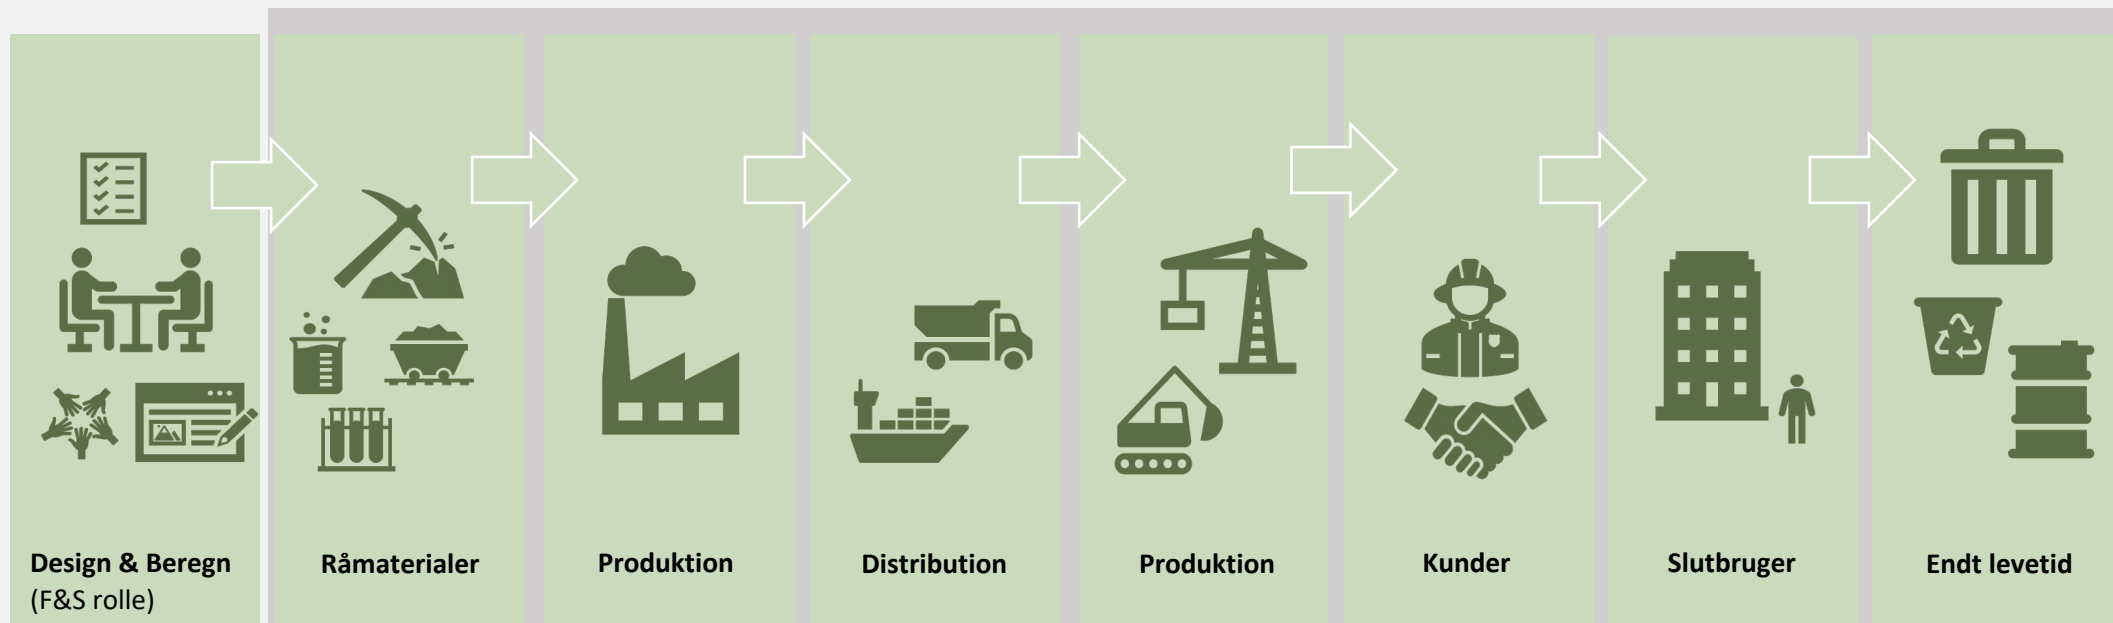 Design & Beregn
(F&S rolle)
Råmaterialer
Produktion
Distribution
Produktion
Kunder
Slutbruger
Endt levetid